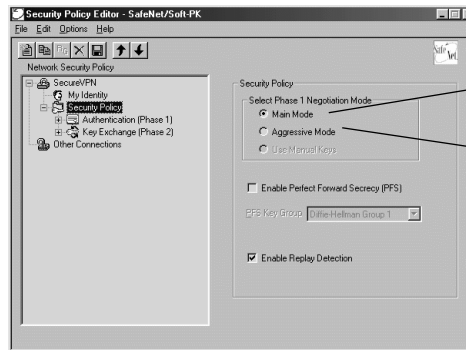 Security Policy Editor - SafeNet/Soft-PK
File Edit Options Help
Safe Net
Network Security Policy
SecureVPN
My Identity
Security Policy
Authentication (Phase 1)
Key Exchange (Phase 2)
Other Connections
Security Policy
Select Phase 1 Negotiation Mode
Main Mode
Aggressive Mode
Use Manual Keys
Enable Perfect Forward Secrecy (PFS)
PFS Key Group Diffie-Hellman Group 1
Enable Replay Detection